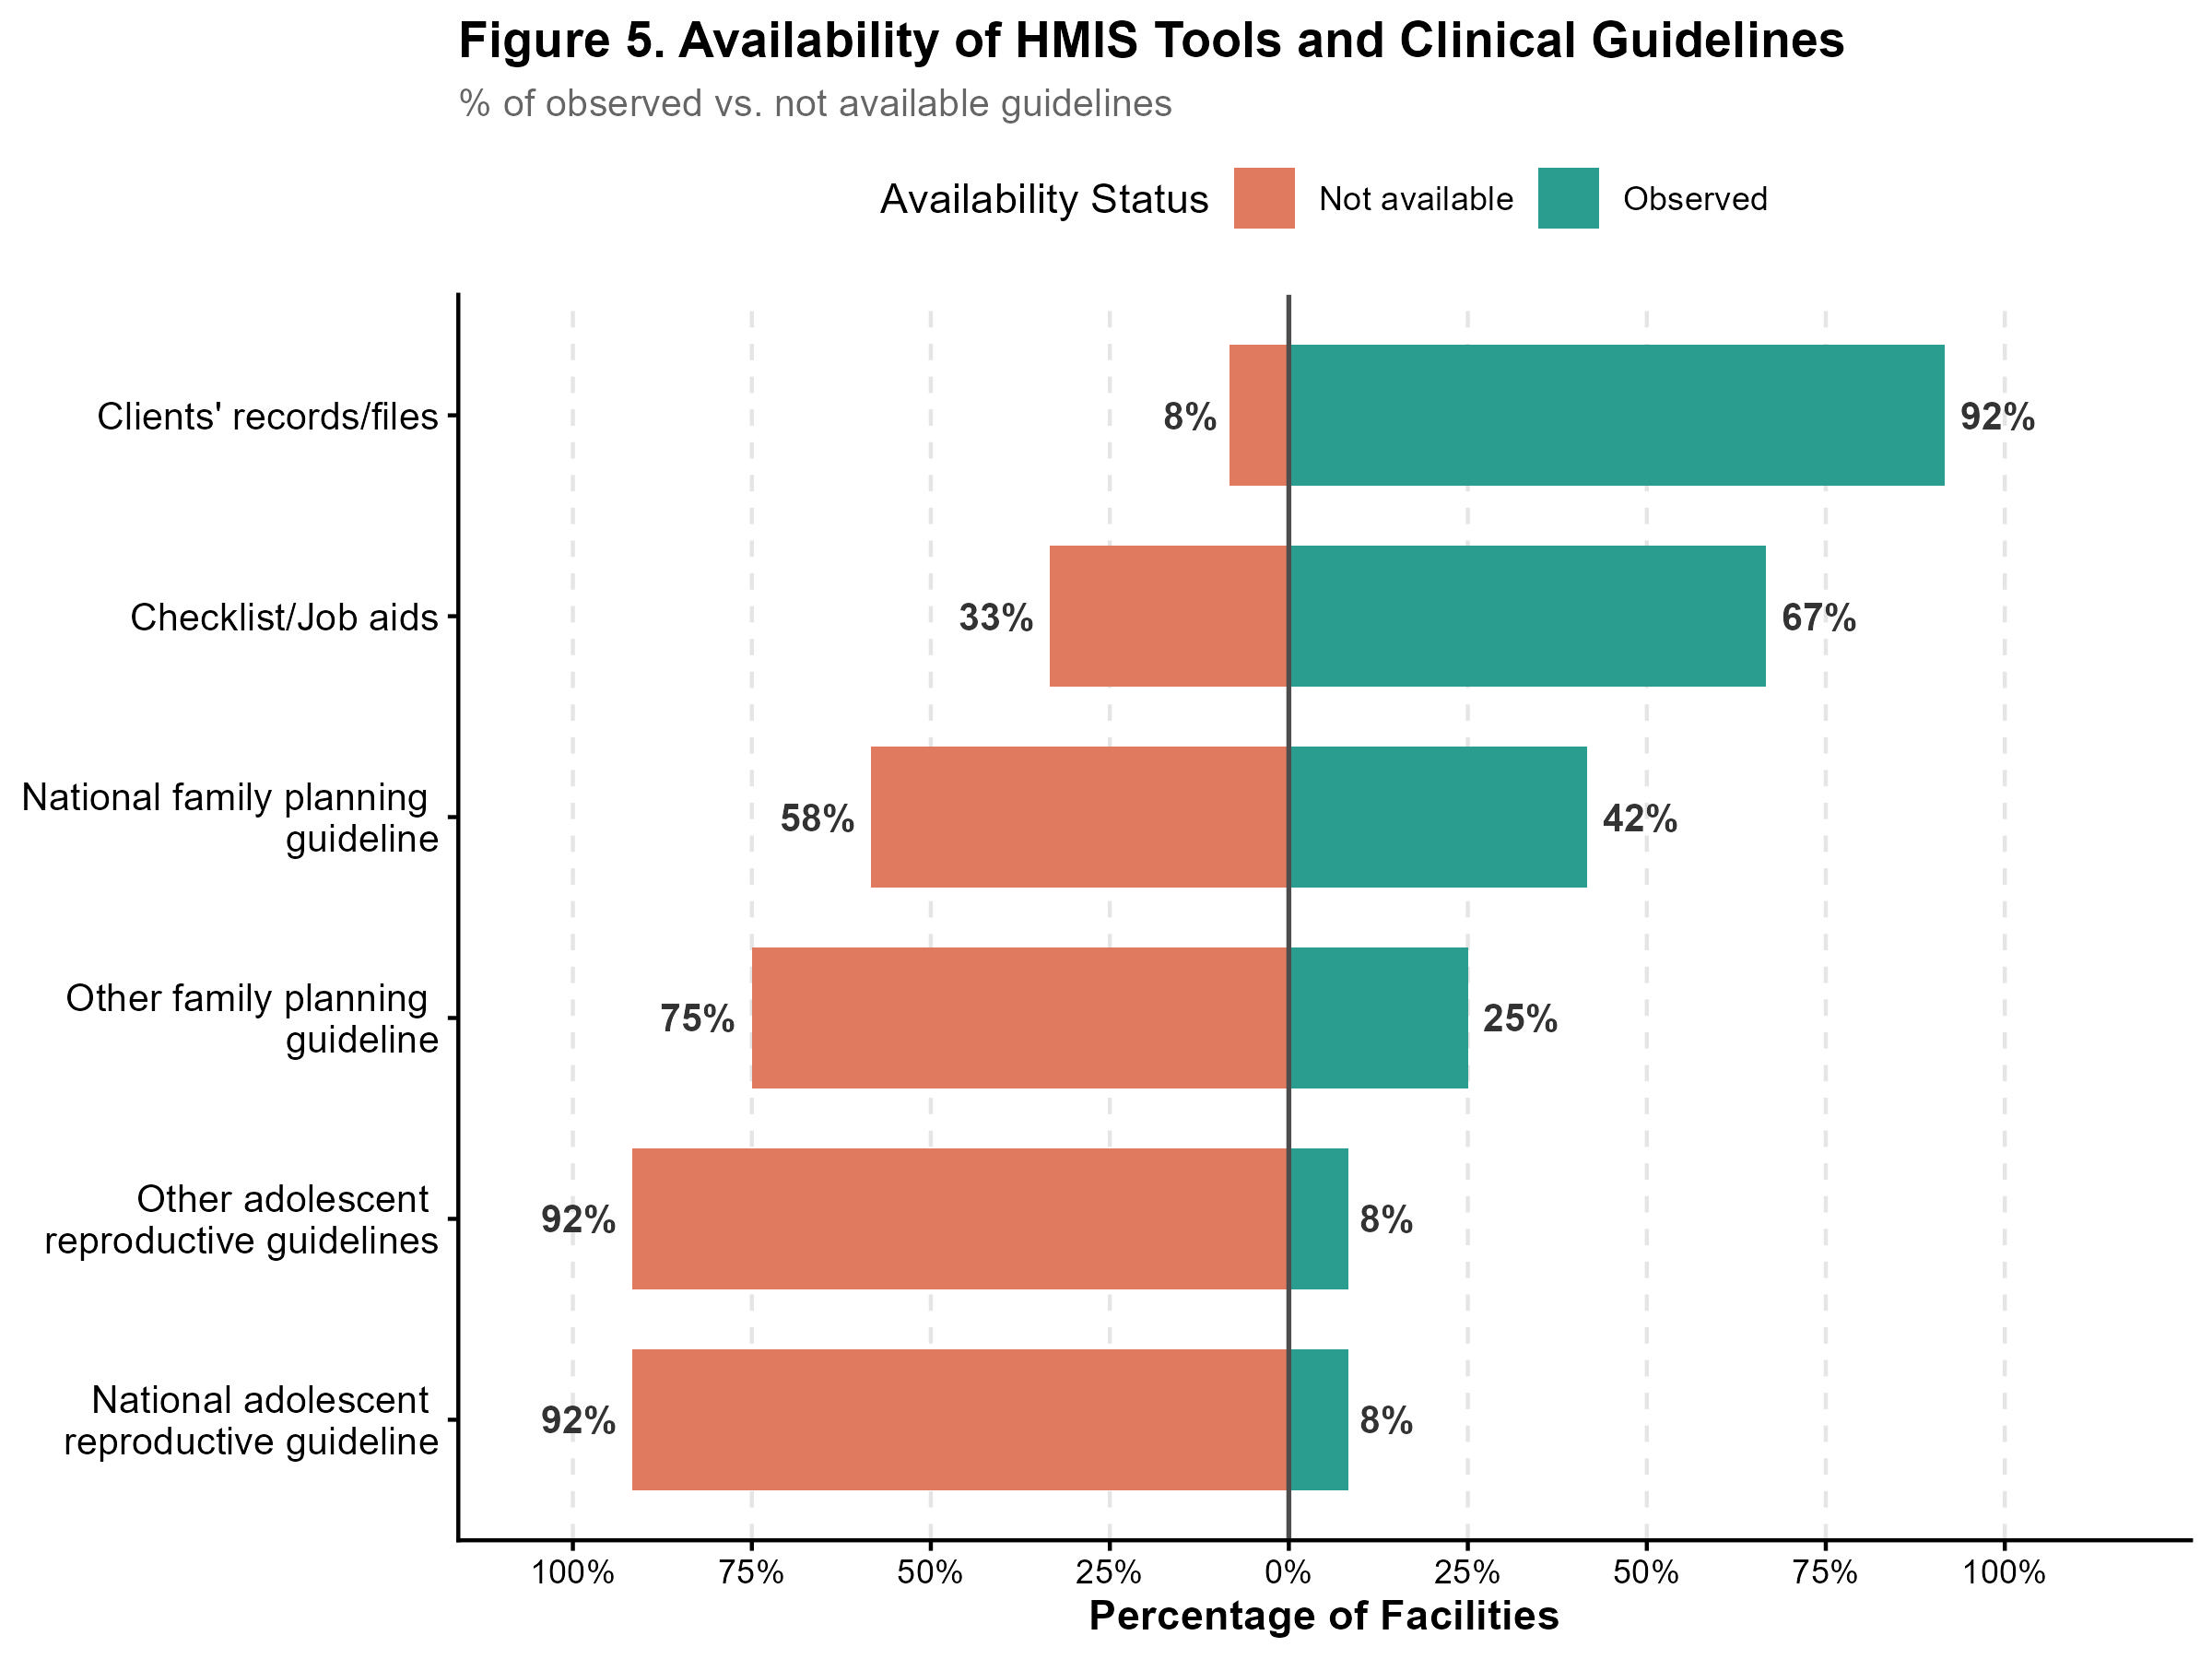 Figure 5. Availability of HMIS Tools and Clinical Guidelines
% of observed vs. not available guidelines
Availability Status Not available Observed
Clients' records/files 8% 92%
Checklist/Job aids 33% 67%
National family planning
guideline 58% 42%
Other family planning
guideline 75% 25%
Other adolescent
reproductive guidelines 92% 8%
National adolescent
reproductive guideline 92% 8%
100% 75% 50% 25% 0% 25% 50% 75% 100%
Percentage of Facilities